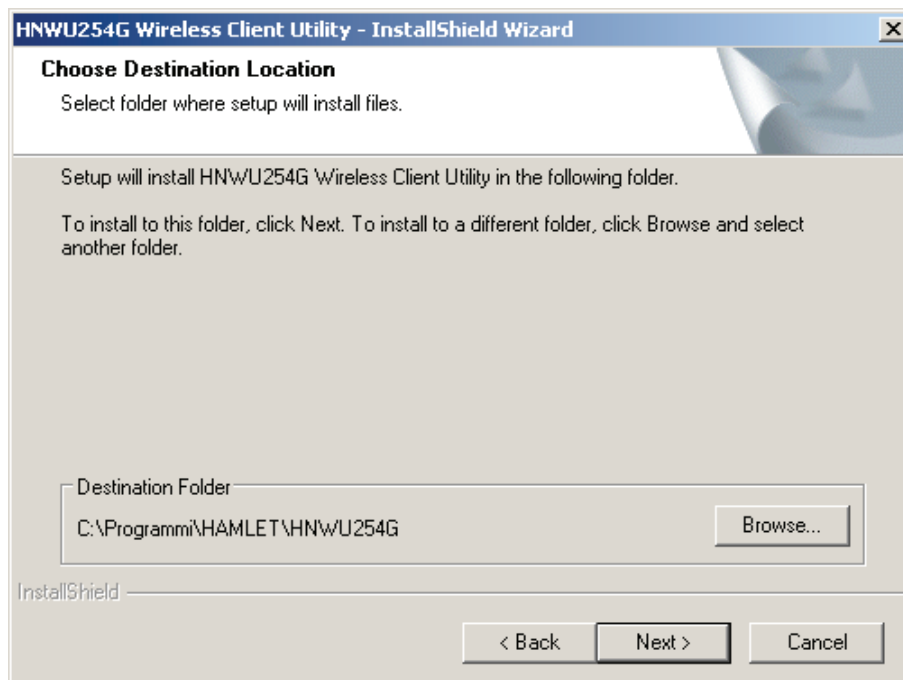 HNWU254G Wireless Client Utility - InstallShield Wizard
Choose Destination Location
Select folder where setup will install files.
Setup will install HNWU254G Wireless Client Utility in the following folder.
To install to this folder, click Next. To install to a different folder, click Browse and select
another folder.
Destination Folder
C:\Programmi\HAMLET\HNWU254G
Browse...
InstallShield
< Back
Next >
Cancel